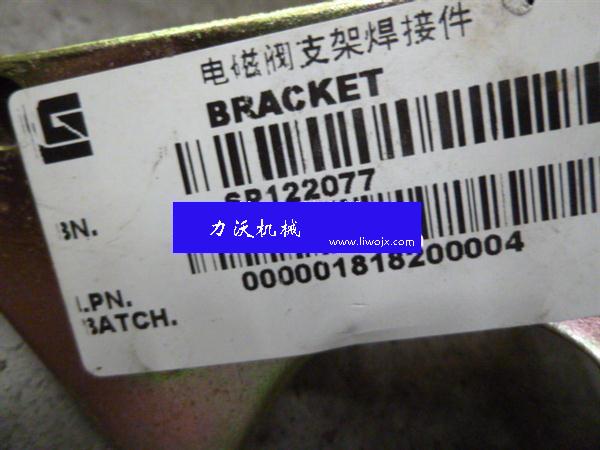 电磁阀支架焊接件
BRACKET
SP122077
BN.
力沃机械
www.liwojx.com
000001818200004
.PN.
BATCH.